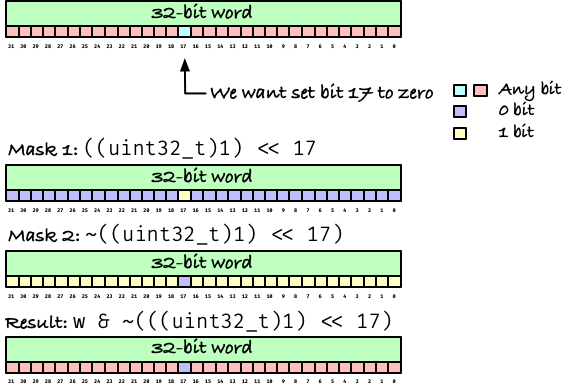 32-bit word
31 30 29 28 27 26 25 24 23 22 21 20 19 18 17 16 15 14 13 12 11 10 9 8 7 6 5 4 3 2 1 0
We want set bit 17 to zero
Any bit
0 bit
1 bit
Mask 1: ((uint32_t)1) << 17
32-bit word
31 30 29 28 27 26 25 24 23 22 21 20 19 18 17 16 15 14 13 12 11 10 9 8 7 6 5 4 3 2 1 0
Mask 2: ~((uint32_t)1) << 17)
32-bit word
31 30 29 28 27 26 25 24 23 22 21 20 19 18 17 16 15 14 13 12 11 10 9 8 7 6 5 4 3 2 1 0
Result: w & ~(((uint32_t)1) << 17)
32-bit word
31 30 29 28 27 26 25 24 23 22 21 20 19 18 17 16 15 14 13 12 11 10 9 8 7 6 5 4 3 2 1 0